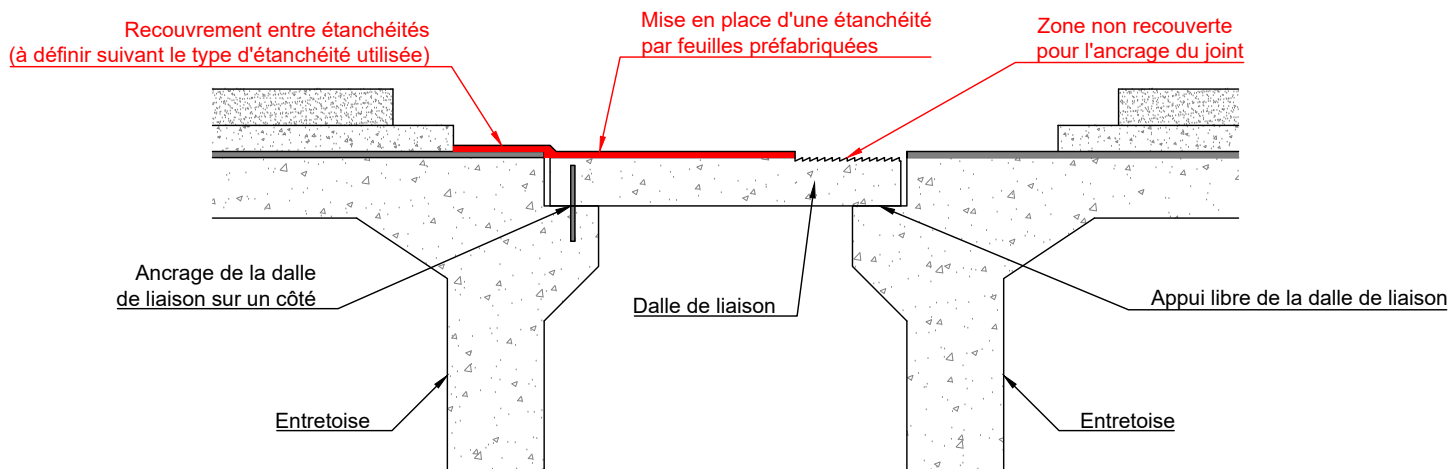 Recouvrement entre étanchéités
(à définir suivant le type d'étanchéité utilisée)
Mise en place d'une étanchéité
par feuilles préfabriquées
Zone non recouverte
pour l'ancrage du joint
Ancrage de la dalle
de liaison sur un côté
Dalle de liaison
Appui libre de la dalle de liaison
Entretoise
Entretoise